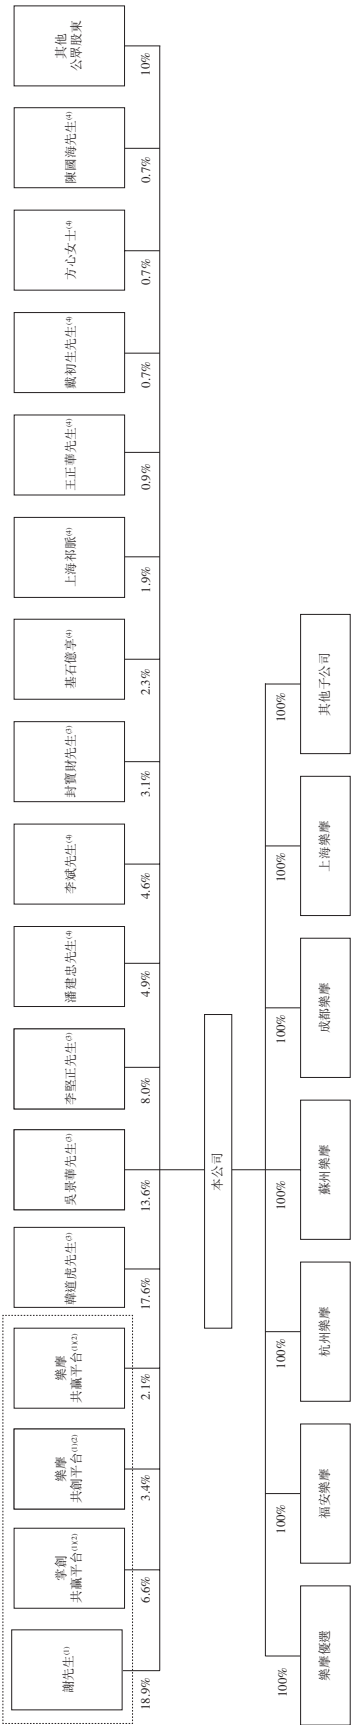 謝先生(1)
掌創
共贏平台(1)(2)
樂摩
共創平台(1)(2)
樂摩
共贏平台(1)(2)
韓道虎先生(3)
吳景華先生(3)
李堅正先生(3)
潘建忠先生(4)
李斌先生(4)
封寶財先生(3)
基石億享(4)
上海祁脈(4)
王正華先生(4)
戴初生先生(4)
方心女士(4)
陳國海先生(4)
其他
公眾股東
18.9%
6.6%
3.4%
2.1%
17.6%
13.6%
8.0%
4.9%
4.6%
3.1%
2.3%
1.9%
0.9%
0.7%
0.7%
0.7%
10%
本公司
100%
100%
100%
100%
100%
100%
100%
樂摩優選
福安樂摩
杭州樂摩
蘇州樂摩
成都樂摩
上海樂摩
其他子公司